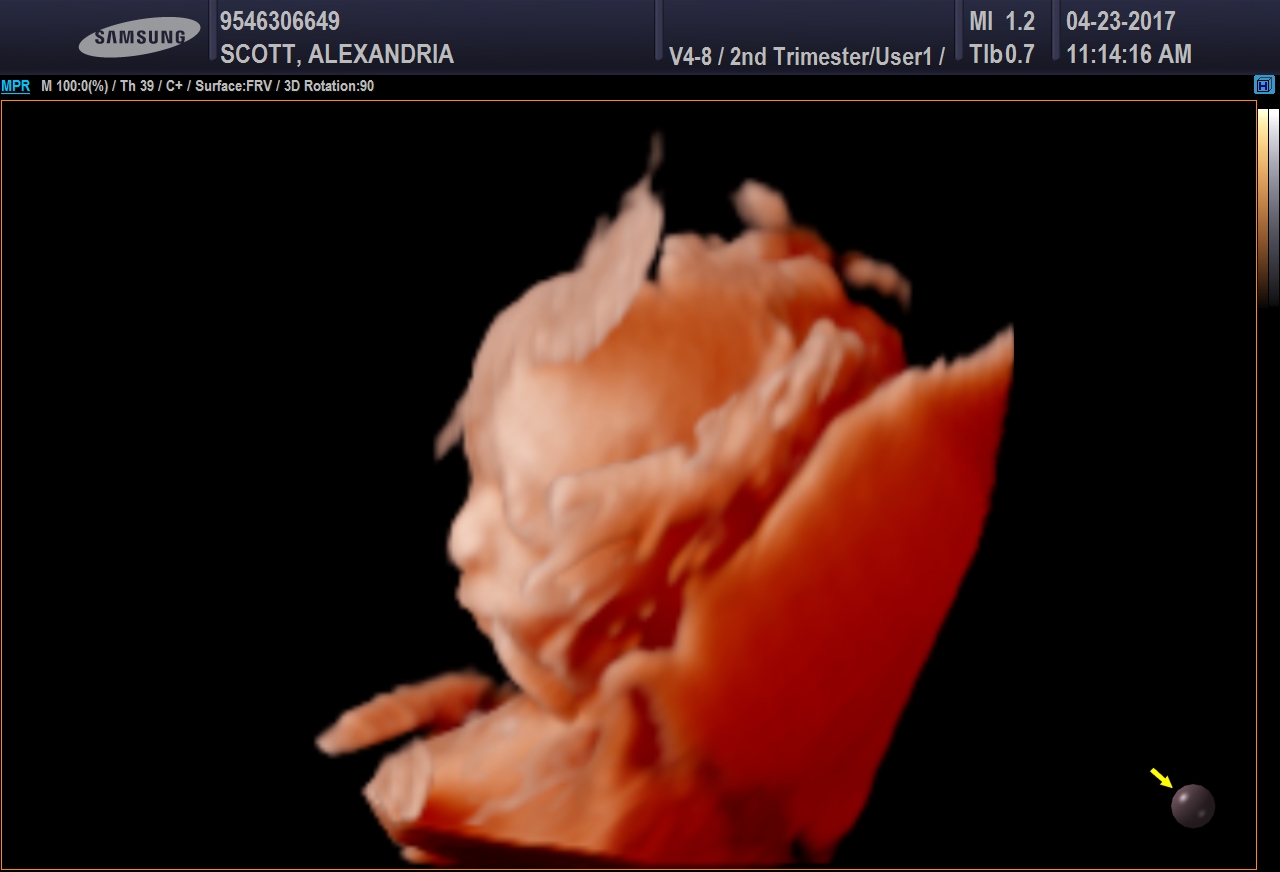 SAMSUNG
9546306649
SCOTT, ALEXANDRIA
V4-8 / 2nd Trimester/User1 /
MI 1.2
TIb 0.7
04-23-2017
11:14:16 AM
MPR M 100:0(%) / Th 39 / C+ / Surface:FRV / 3D Rotation:90
H